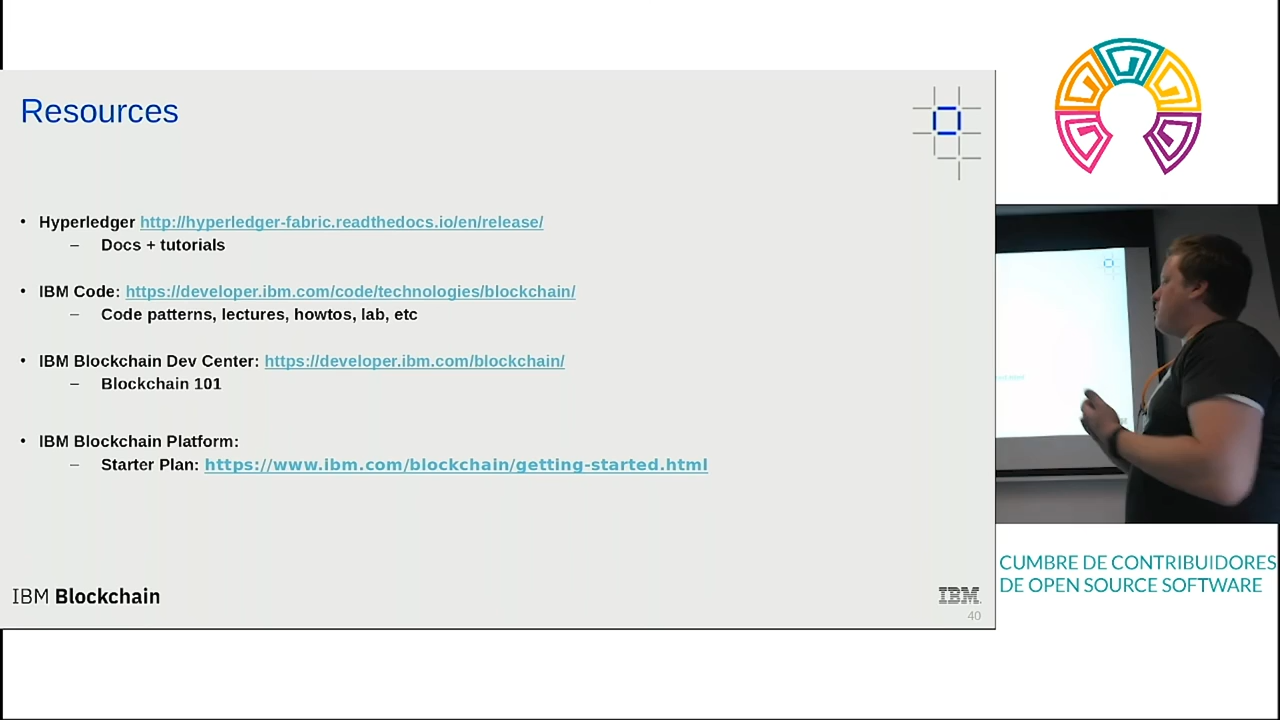 Resources
• Hyperledger http://hyperledger-fabric.readthedocs.io/en/release/
– Docs + tutorials
• IBM Code: https://developer.ibm.com/code/technologies/blockchain/
– Code patterns, lectures, howtos, lab, etc
• IBM Blockchain Dev Center: https://developer.ibm.com/blockchain/
– Blockchain 101
• IBM Blockchain Platform:
– Starter Plan: https://www.ibm.com/blockchain/getting-started.html
IBM Blockchain
IBM
40
CUMBRE DE CONTRIBUIDORES
DE OPEN SOURCE SOFTWARE